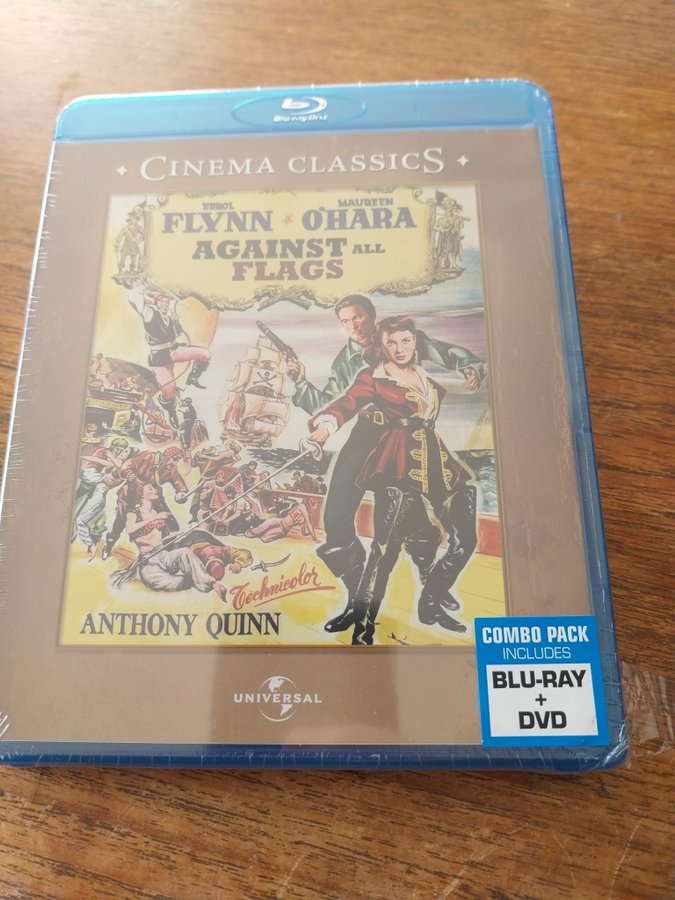 Blu-ray Disc
CINEMA CLASSICS
ERROL MAUREEN
FLYNN O'HARA
AGAINST ALL
FLAGS
Technicolor
ANTHONY QUINN
UNIVERSAL
COMBO PACK
INCLUDES
BLU-RAY
+
DVD